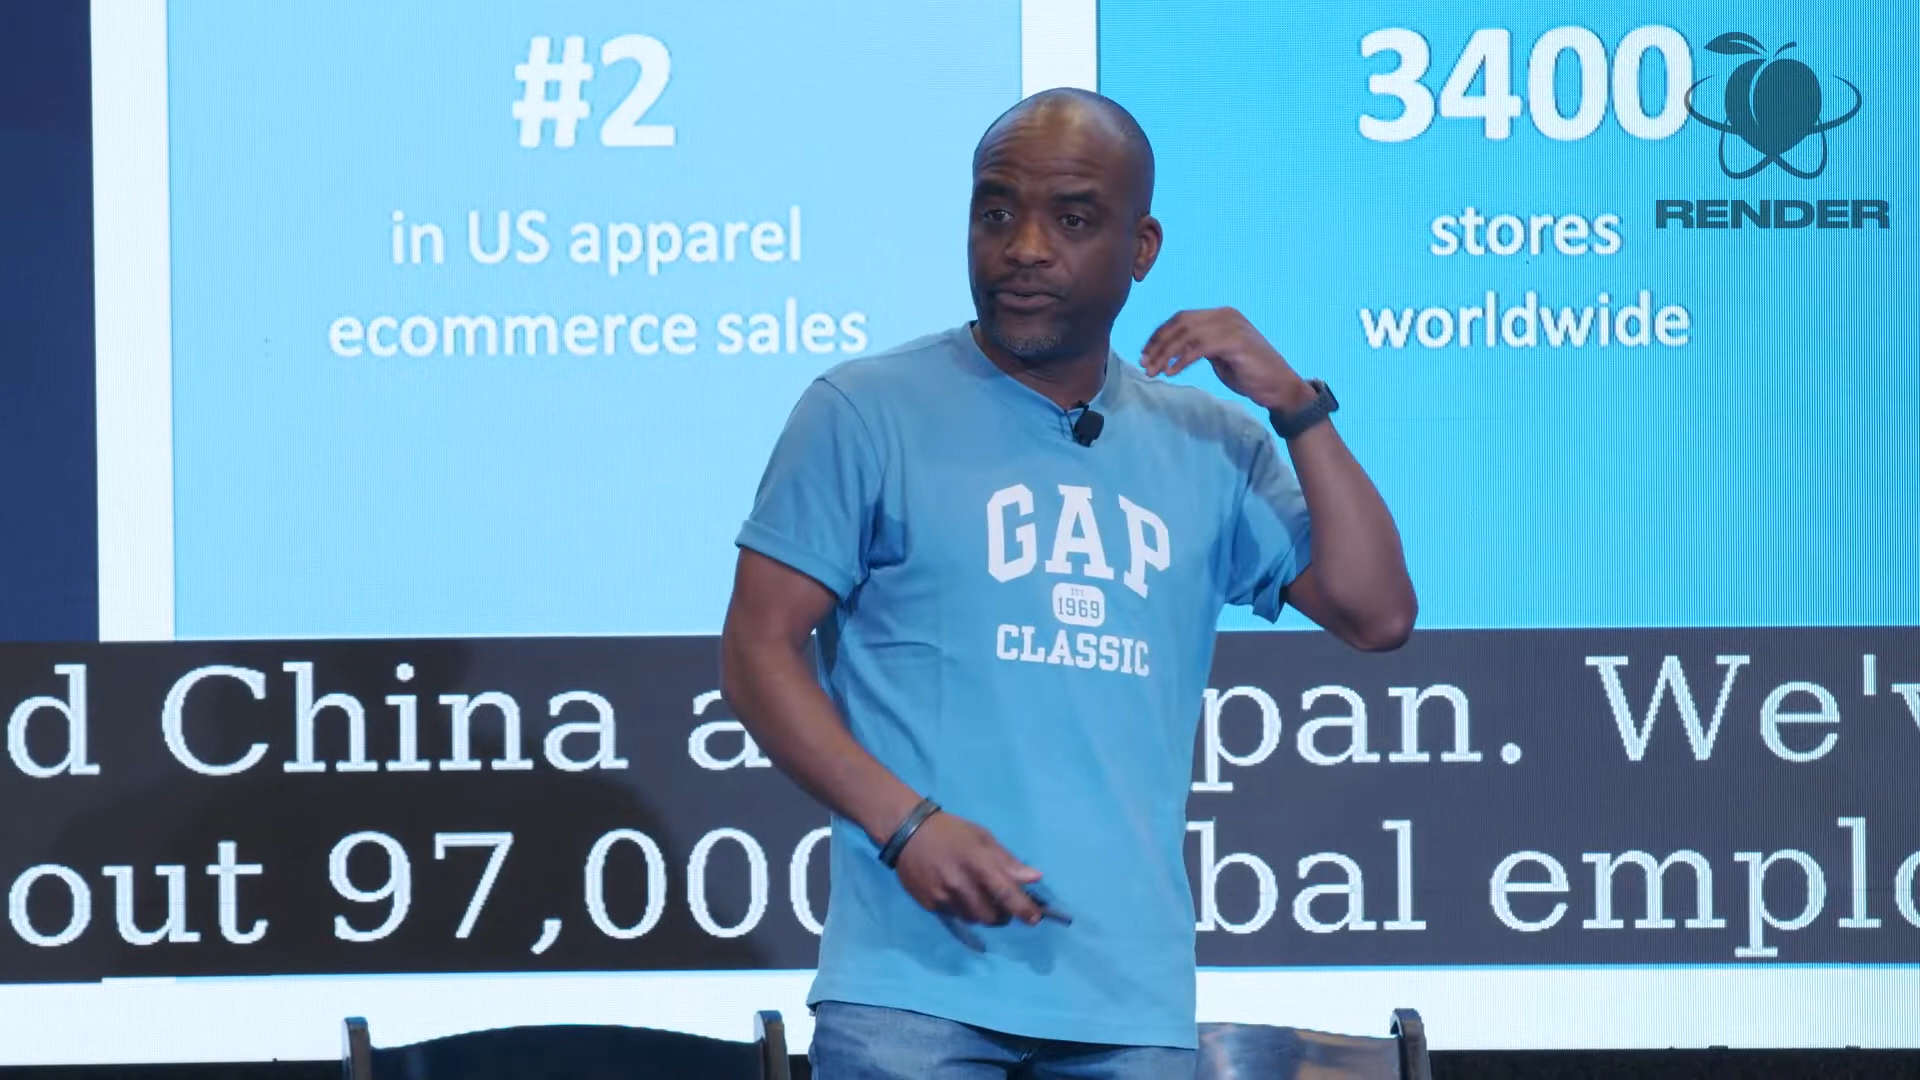 #2
in US apparel
ecommerce sales
3400
stores
worldwide
RENDER
GAP
EST
1969
CLASSIC
d China a pan. We'v
out 97,000 bal emplo